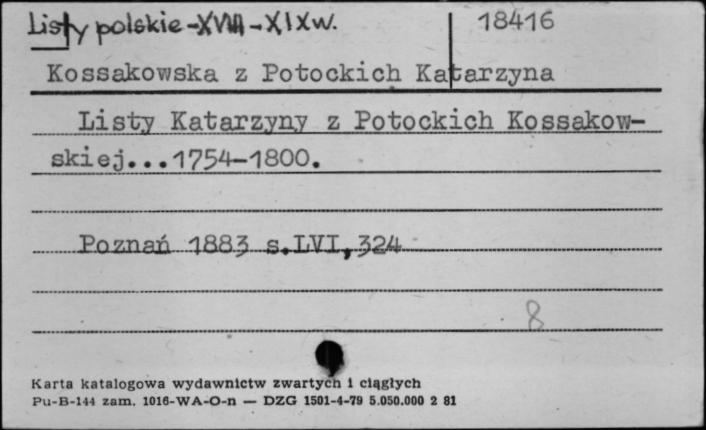 Listy polskie-XVIII-XIXw. 18416
Kossakowska z Potockich Katarzyna
Listy Katarzyny z Potockich Kossakow-
skiej...1754-1800.
Poznań 1883 s.LVI,324
8
Karta katalogowa wydawnictw zwartych i ciągłych
Pu-B-144 zam. 1016-WA-O-n — DZG 1501-4-79 5.050.000 2 81